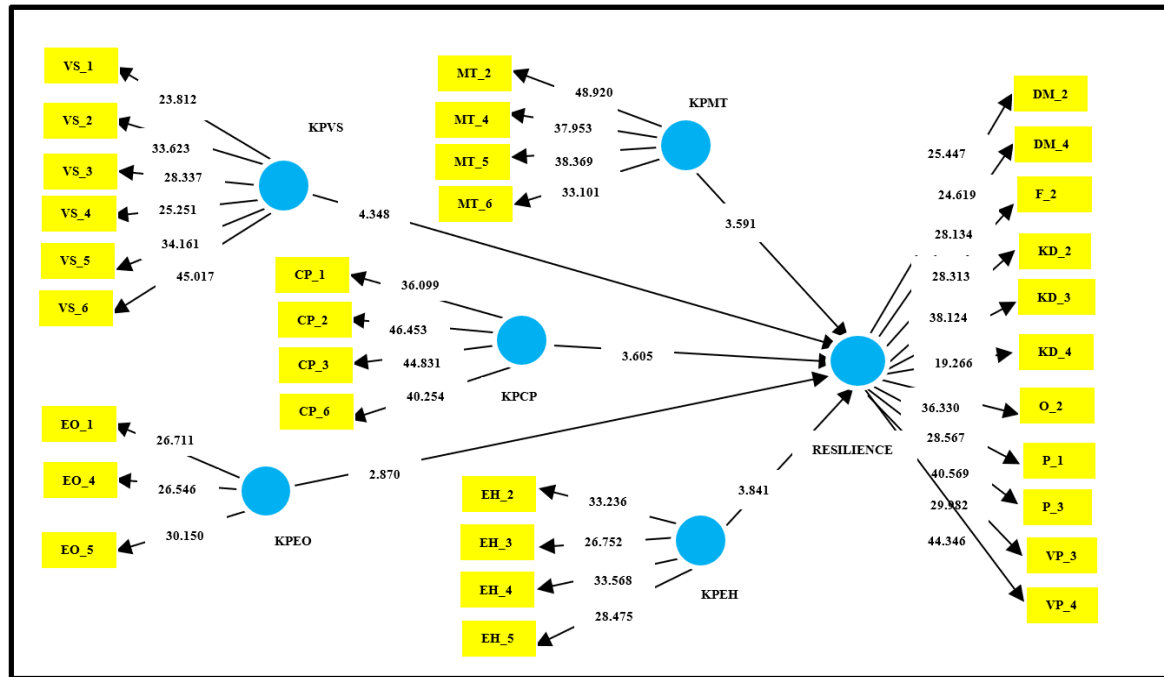 VS_1
VS_2
VS_3
VS_4
VS_5
VS_6
23.812
33.623
28.337
25.251
34.161
45.017
KPVS
4.348
MT_2
MT_4
MT_5
MT_6
48.920
37.953
38.369
33.101
KPMT
3.591
CP_1
CP_2
CP_3
CP_6
36.099
46.453
44.831
40.254
KPCP
3.605
EO_1
EO_4
EO_5
26.711
26.546
30.150
KPEO
2.870
EH_2
EH_3
EH_4
EH_5
33.236
26.752
33.568
28.475
KPEH
3.841
RESILIENCE
25.447
24.619
28.134
28.313
38.124
19.266
36.330
28.567
40.569
29.982
44.346
DM_2
DM_4
F_2
KD_2
KD_3
KD_4
O_2
P_1
P_3
VP_3
VP_4